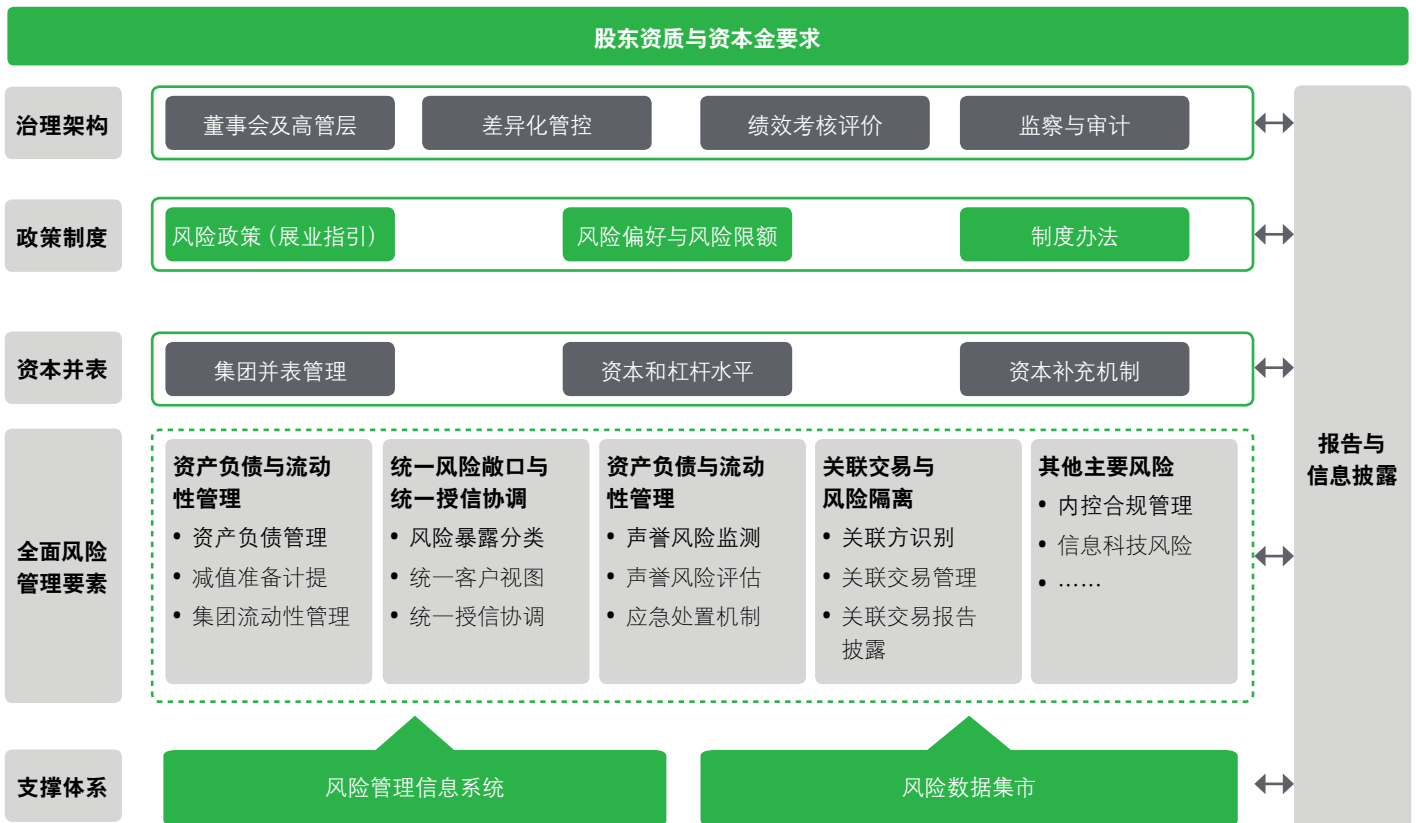 股东资质与资本金要求
治理架构
董事会及高管层
差异化管控
绩效考核评价
监察与审计
政策制度
风险政策（展业指引）
风险偏好与风险限额
制度办法
资本并表
集团并表管理
资本和杠杆水平
资本补充机制
全面风险
管理要素
资产负债与流动
性管理
• 资产负债管理
• 减值准备计提
• 集团流动性管理
统一风险敞口与
统一授信协调
• 风险暴露分类
• 统一客户视图
• 统一授信协调
资产负债与流动
性管理
• 声誉风险监测
• 声誉风险评估
• 应急处置机制
关联交易与
风险隔离
• 关联方识别
• 关联交易管理
• 关联交易报告
披露
其他主要风险
• 内控合规管理
• 信息科技风险
• ……
支撑体系
风险管理信息系统
风险数据集市
报告与
信息披露